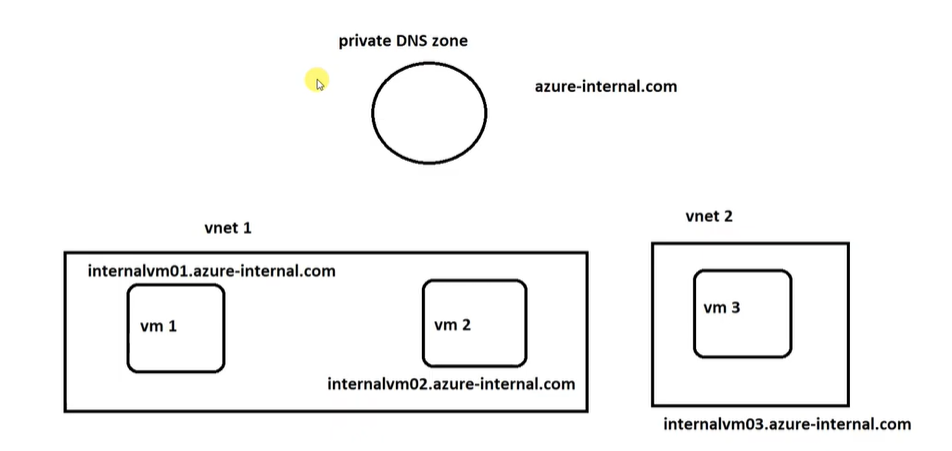 private DNS zone
azure-internal.com
vnet 1
vnet 2
internalvm01.azure-internal.com
vm 1
vm 2
vm 3
internalvm02.azure-internal.com
internalvm03.azure-internal.com